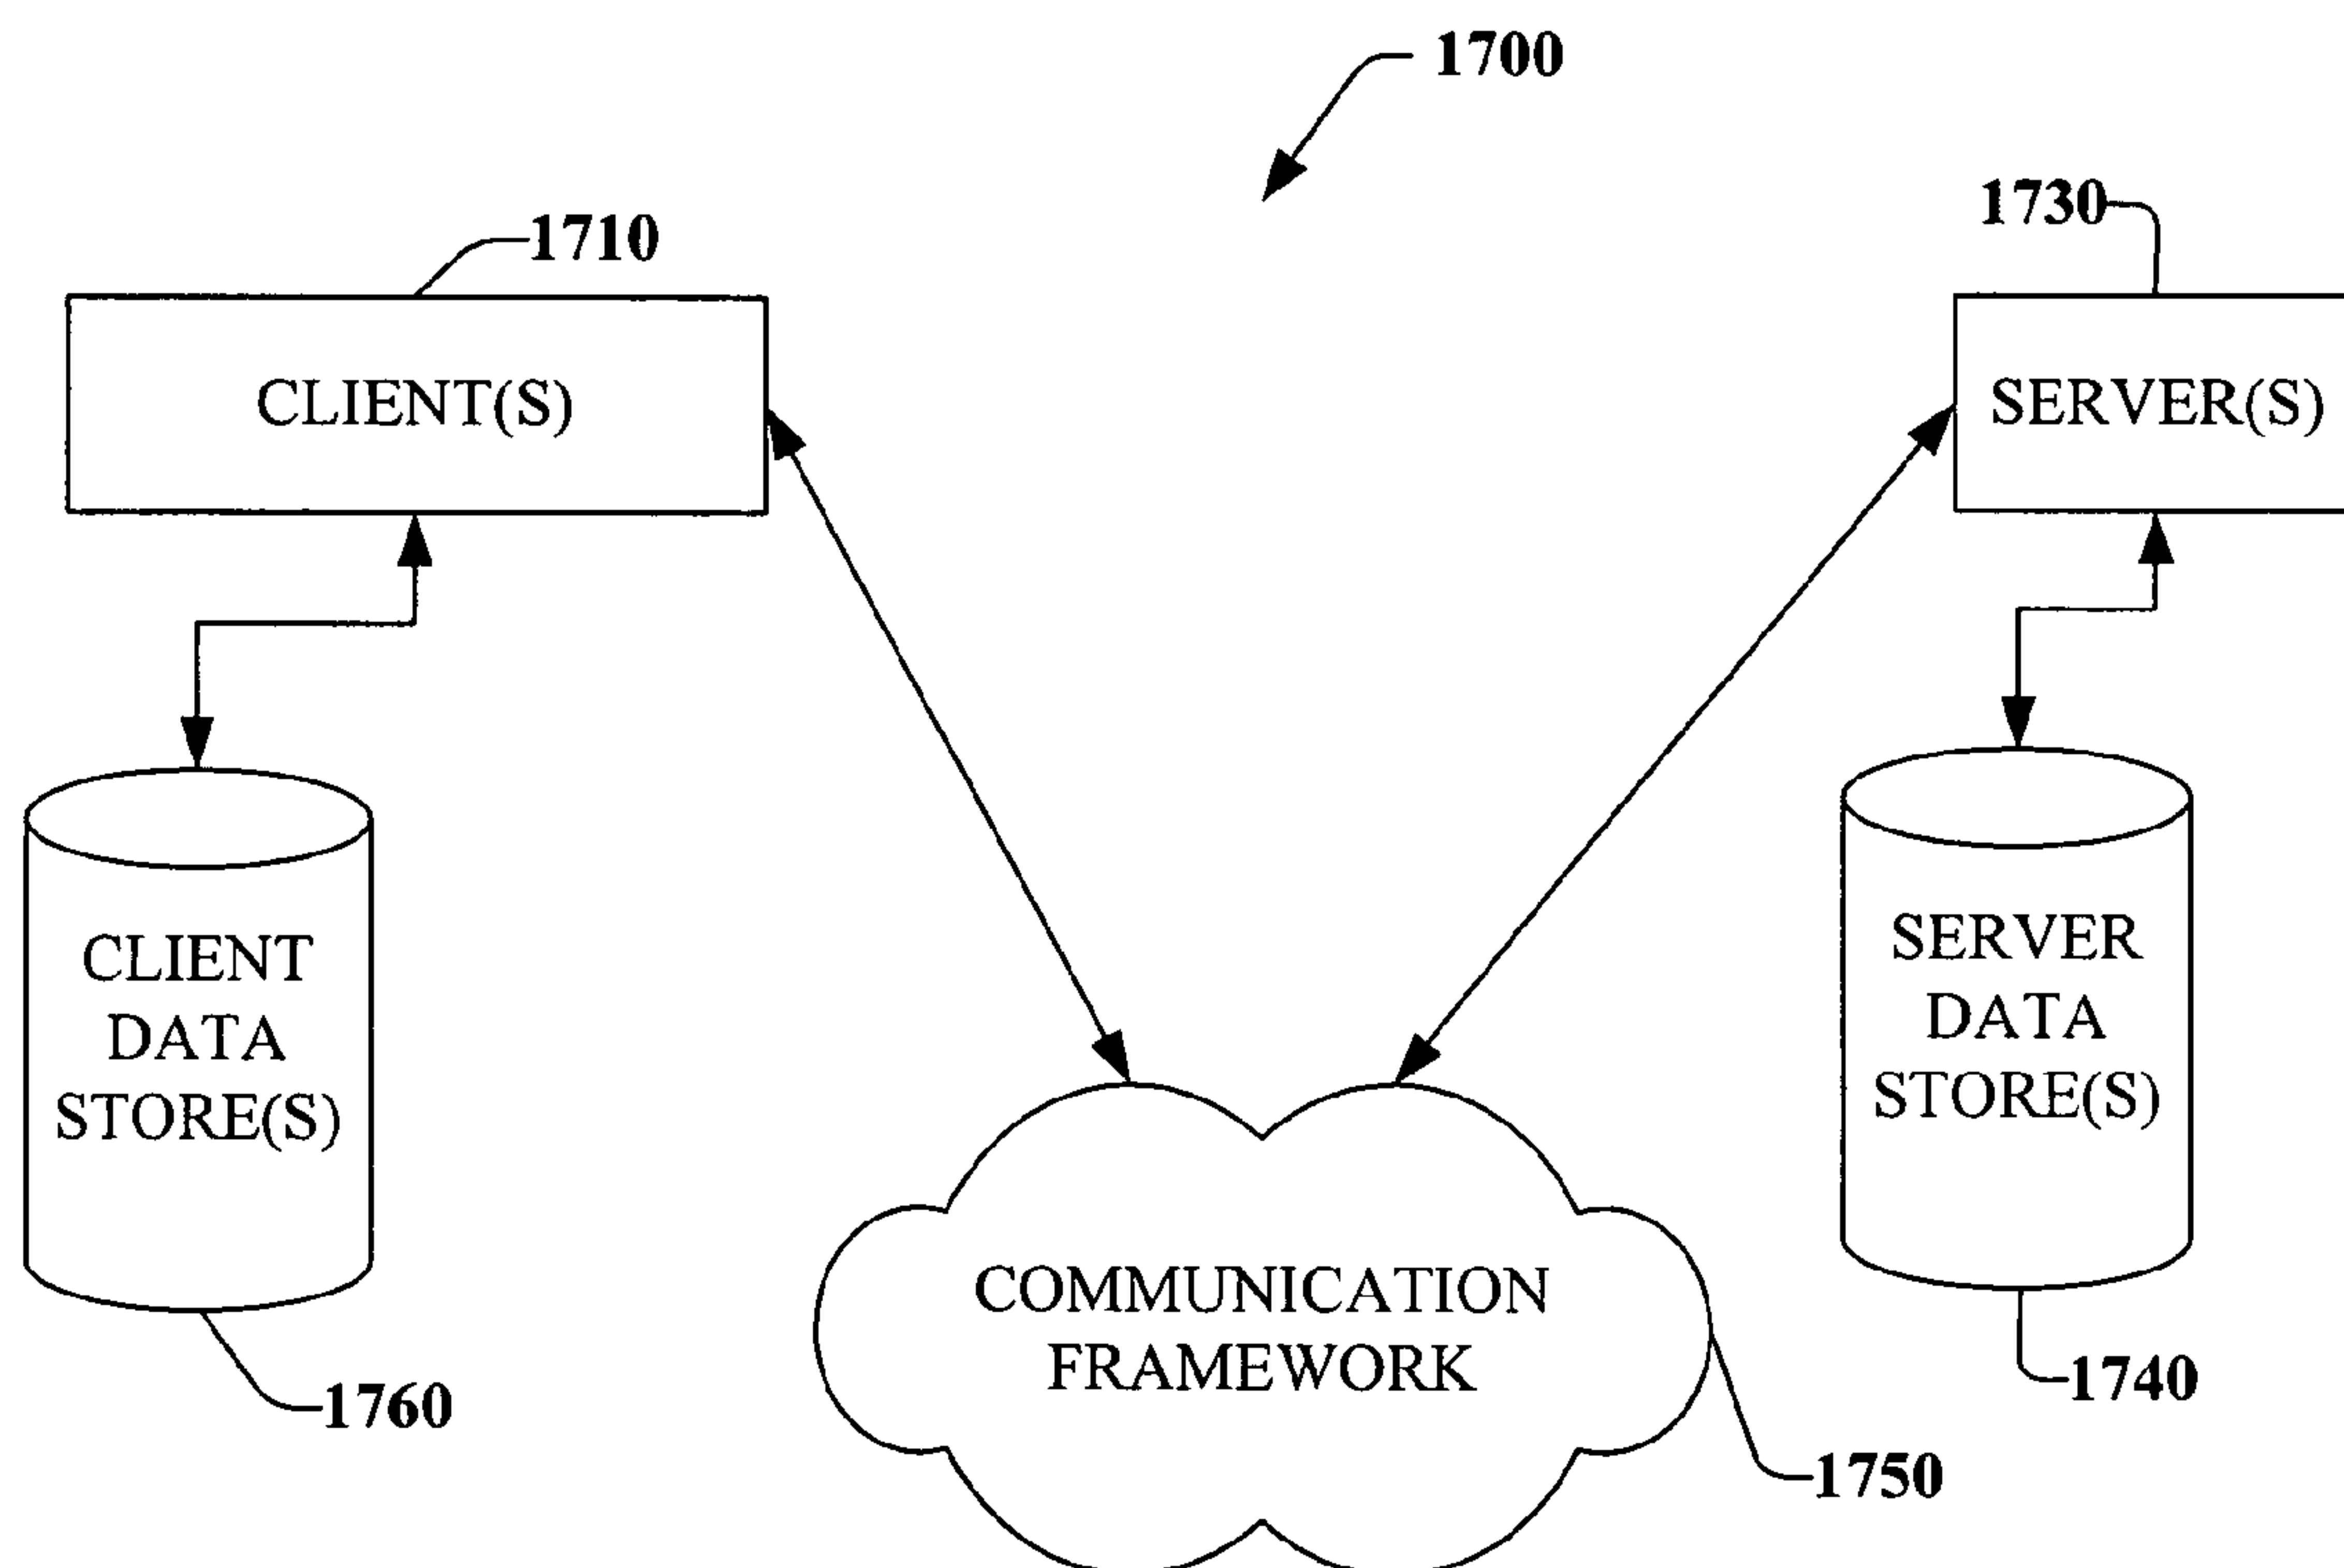 1700
1710
1730
CLIENT(S)
SERVER(S)
CLIENT
DATA
STORE(S)
SERVER
DATA
STORE(S)
COMMUNICATION
FRAMEWORK
1760
1740
1750